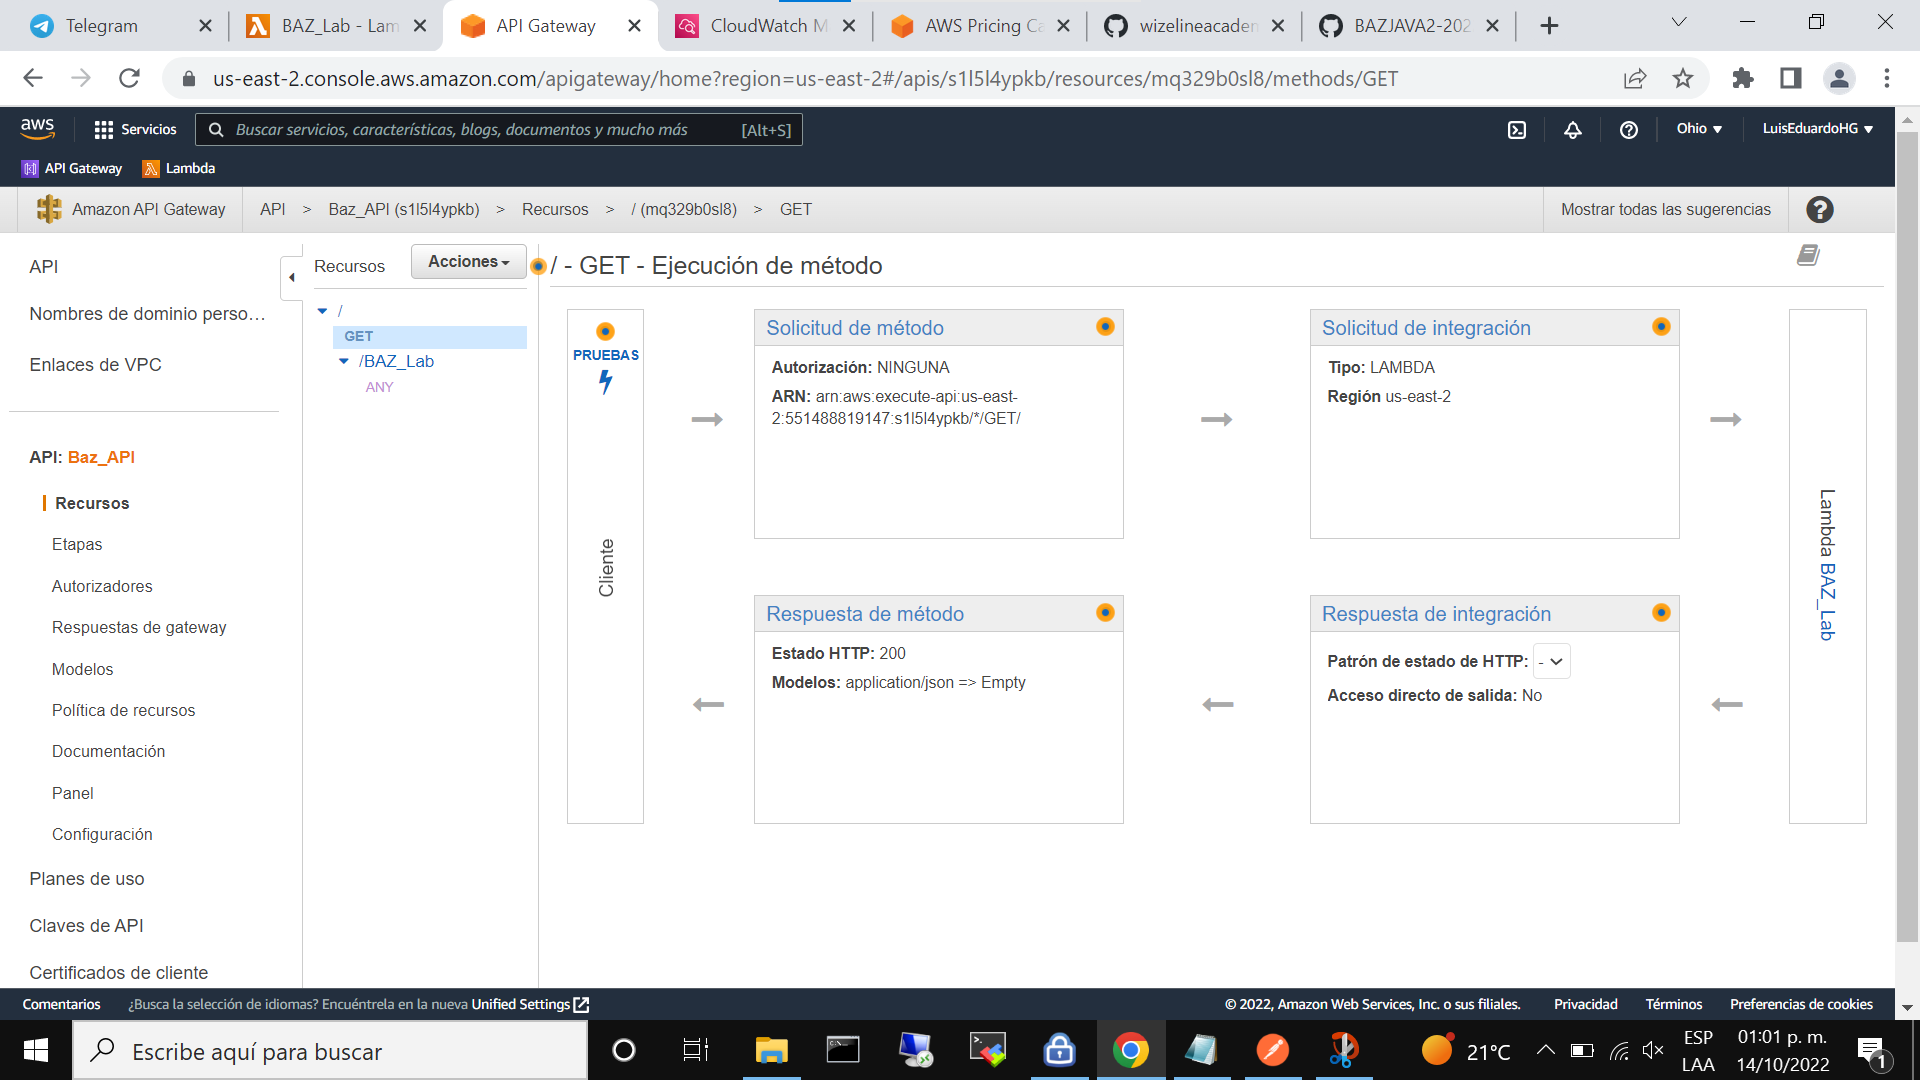 Telegram
BAZ_Lab - Lam
API Gateway
CloudWatch M
AWS Pricing Ca
wizelineacaden
BAZJAVA2-202
us-east-2.console.aws.amazon.com/apigateway/home?region=us-east-2#/apis/s1l5l4ypkb/resources/mq329b0sl8/methods/GET
aws
Servicios
Buscar servicios, características, blogs, documentos y mucho más
[Alt+S]
Ohio
LuisEduardoHG
API Gateway
Lambda
Amazon API Gateway
API > Baz_API (s1l5l4ypkb) > Recursos > / (mq329b0sl8) > GET
Mostrar todas las sugerencias
API
Nombres de dominio perso…
Enlaces de VPC
API: Baz_API
Recursos
Etapas
Autorizadores
Respuestas de gateway
Modelos
Política de recursos
Documentación
Panel
Configuración
Planes de uso
Claves de API
Certificados de cliente
Recursos
Acciones
/
GET
/BAZ_Lab
ANY
/ - GET - Ejecución de método
PRUEBAS
Cliente
Solicitud de método
Autorización: NINGUNA
ARN: arn:aws:execute-api:us-east-
2:551488819147:s1l5l4ypkb/*/GET/
Solicitud de integración
Tipo: LAMBDA
Región us-east-2
Lambda BAZ_Lab
Respuesta de método
Estado HTTP: 200
Modelos: application/json => Empty
Respuesta de integración
Patrón de estado de HTTP: -
Acceso directo de salida: No
Comentarios
¿Busca la selección de idiomas? Encuéntrela en la nueva Unified Settings
© 2022, Amazon Web Services, Inc. o sus filiales.
Privacidad
Términos
Preferencias de cookies
Escribe aquí para buscar
21°C
ESP
LAA
01:01 p. m.
14/10/2022
1